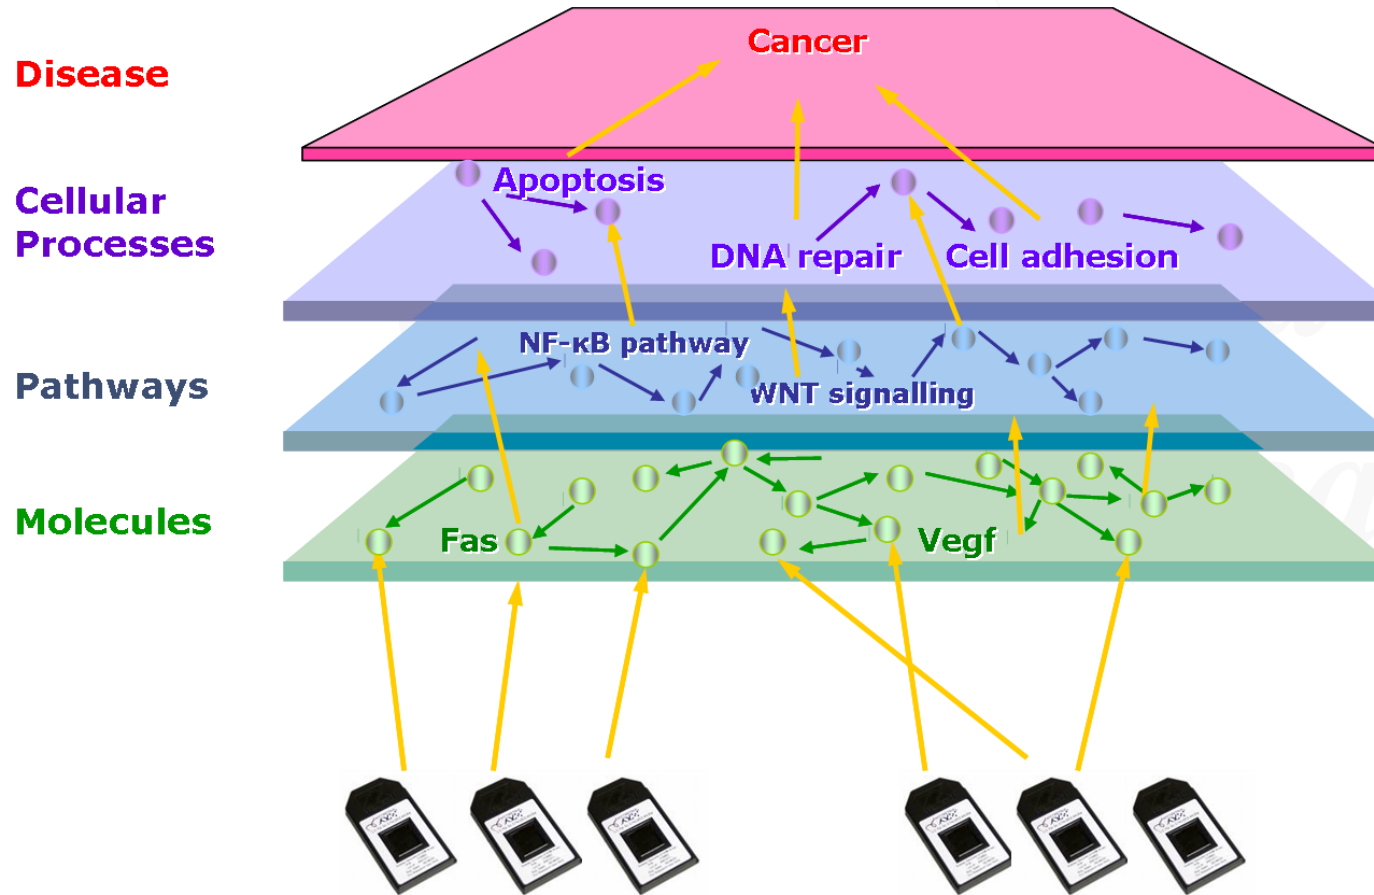 Disease
Cancer
Cellular
Processes
Apoptosis
DNA repair
Cell adhesion
Pathways
NF-κB pathway
WNT signalling
Molecules
Fas
Vegf